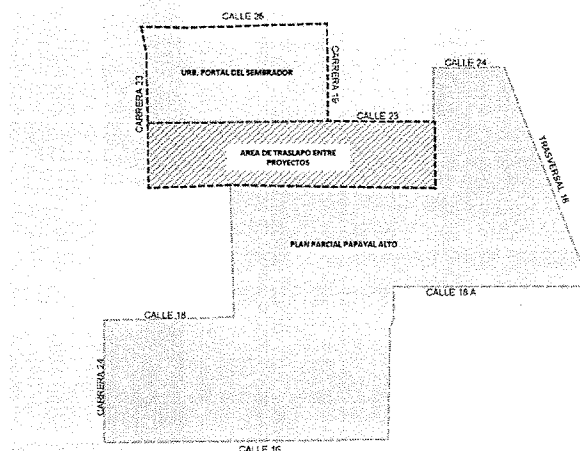 CALLE 26
CALLE 24
CARRERA 23
URB. PORTAL DEL SEMBRADOR
CARRERA 19
CALLE 23
AREA DE TRASLAPO ENTRE
PROYECTOS
TRASVERSAL 16
PLAN PARCIAL PAPAYAL ALTO
CALLE 18 A
CALLE 18
CARRERA 24
CALLE 16